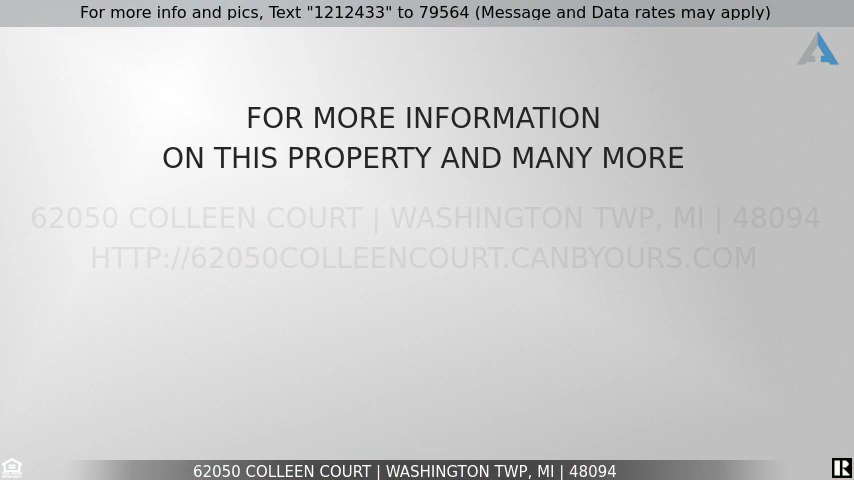 For more info and pics, Text "1212433" to 79564 (Message and Data rates may apply)
FOR MORE INFORMATION
ON THIS PROPERTY AND MANY MORE
62050 COLLEEN COURT | WASHINGTON TWP, MI | 48094
HTTP://62050COLLEENCOURT.CANBYOURS.COM
62050 COLLEEN COURT | WASHINGTON TWP, MI | 48094